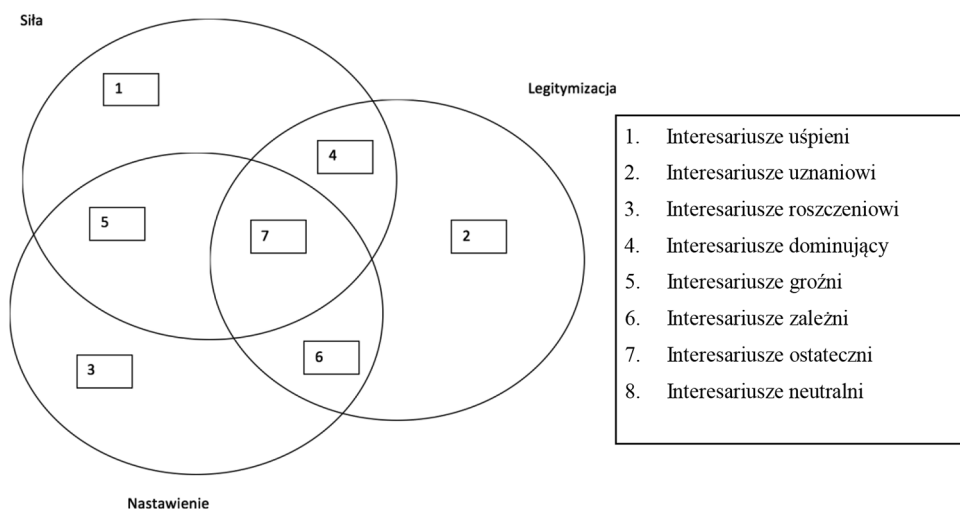 Siła
1
Legitymizacja
4
5
7
2
6
3
Nastawienie
1. Interesariusze uśpieni
2. Interesariusze uznaniowi
3. Interesariusze roszczeniowi
4. Interesariusze dominujący
5. Interesariusze groźni
6. Interesariusze zależni
7. Interesariusze ostateczni
8. Interesariusze neutralni